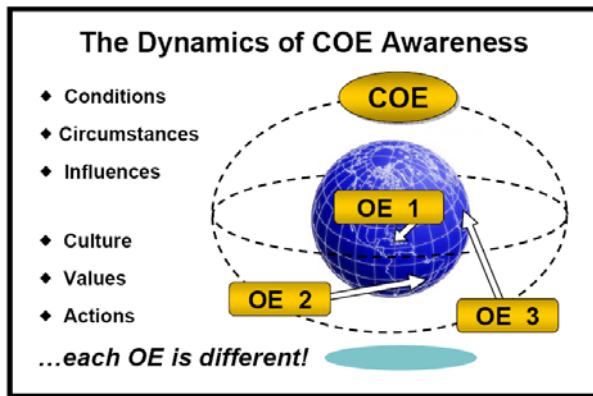 The Dynamics of COE Awareness
◆ Conditions
◆ Circumstances
◆ Influences
◆ Culture
◆ Values
◆ Actions
...each OE is different!
COE
OE 1
OE 2
OE 3